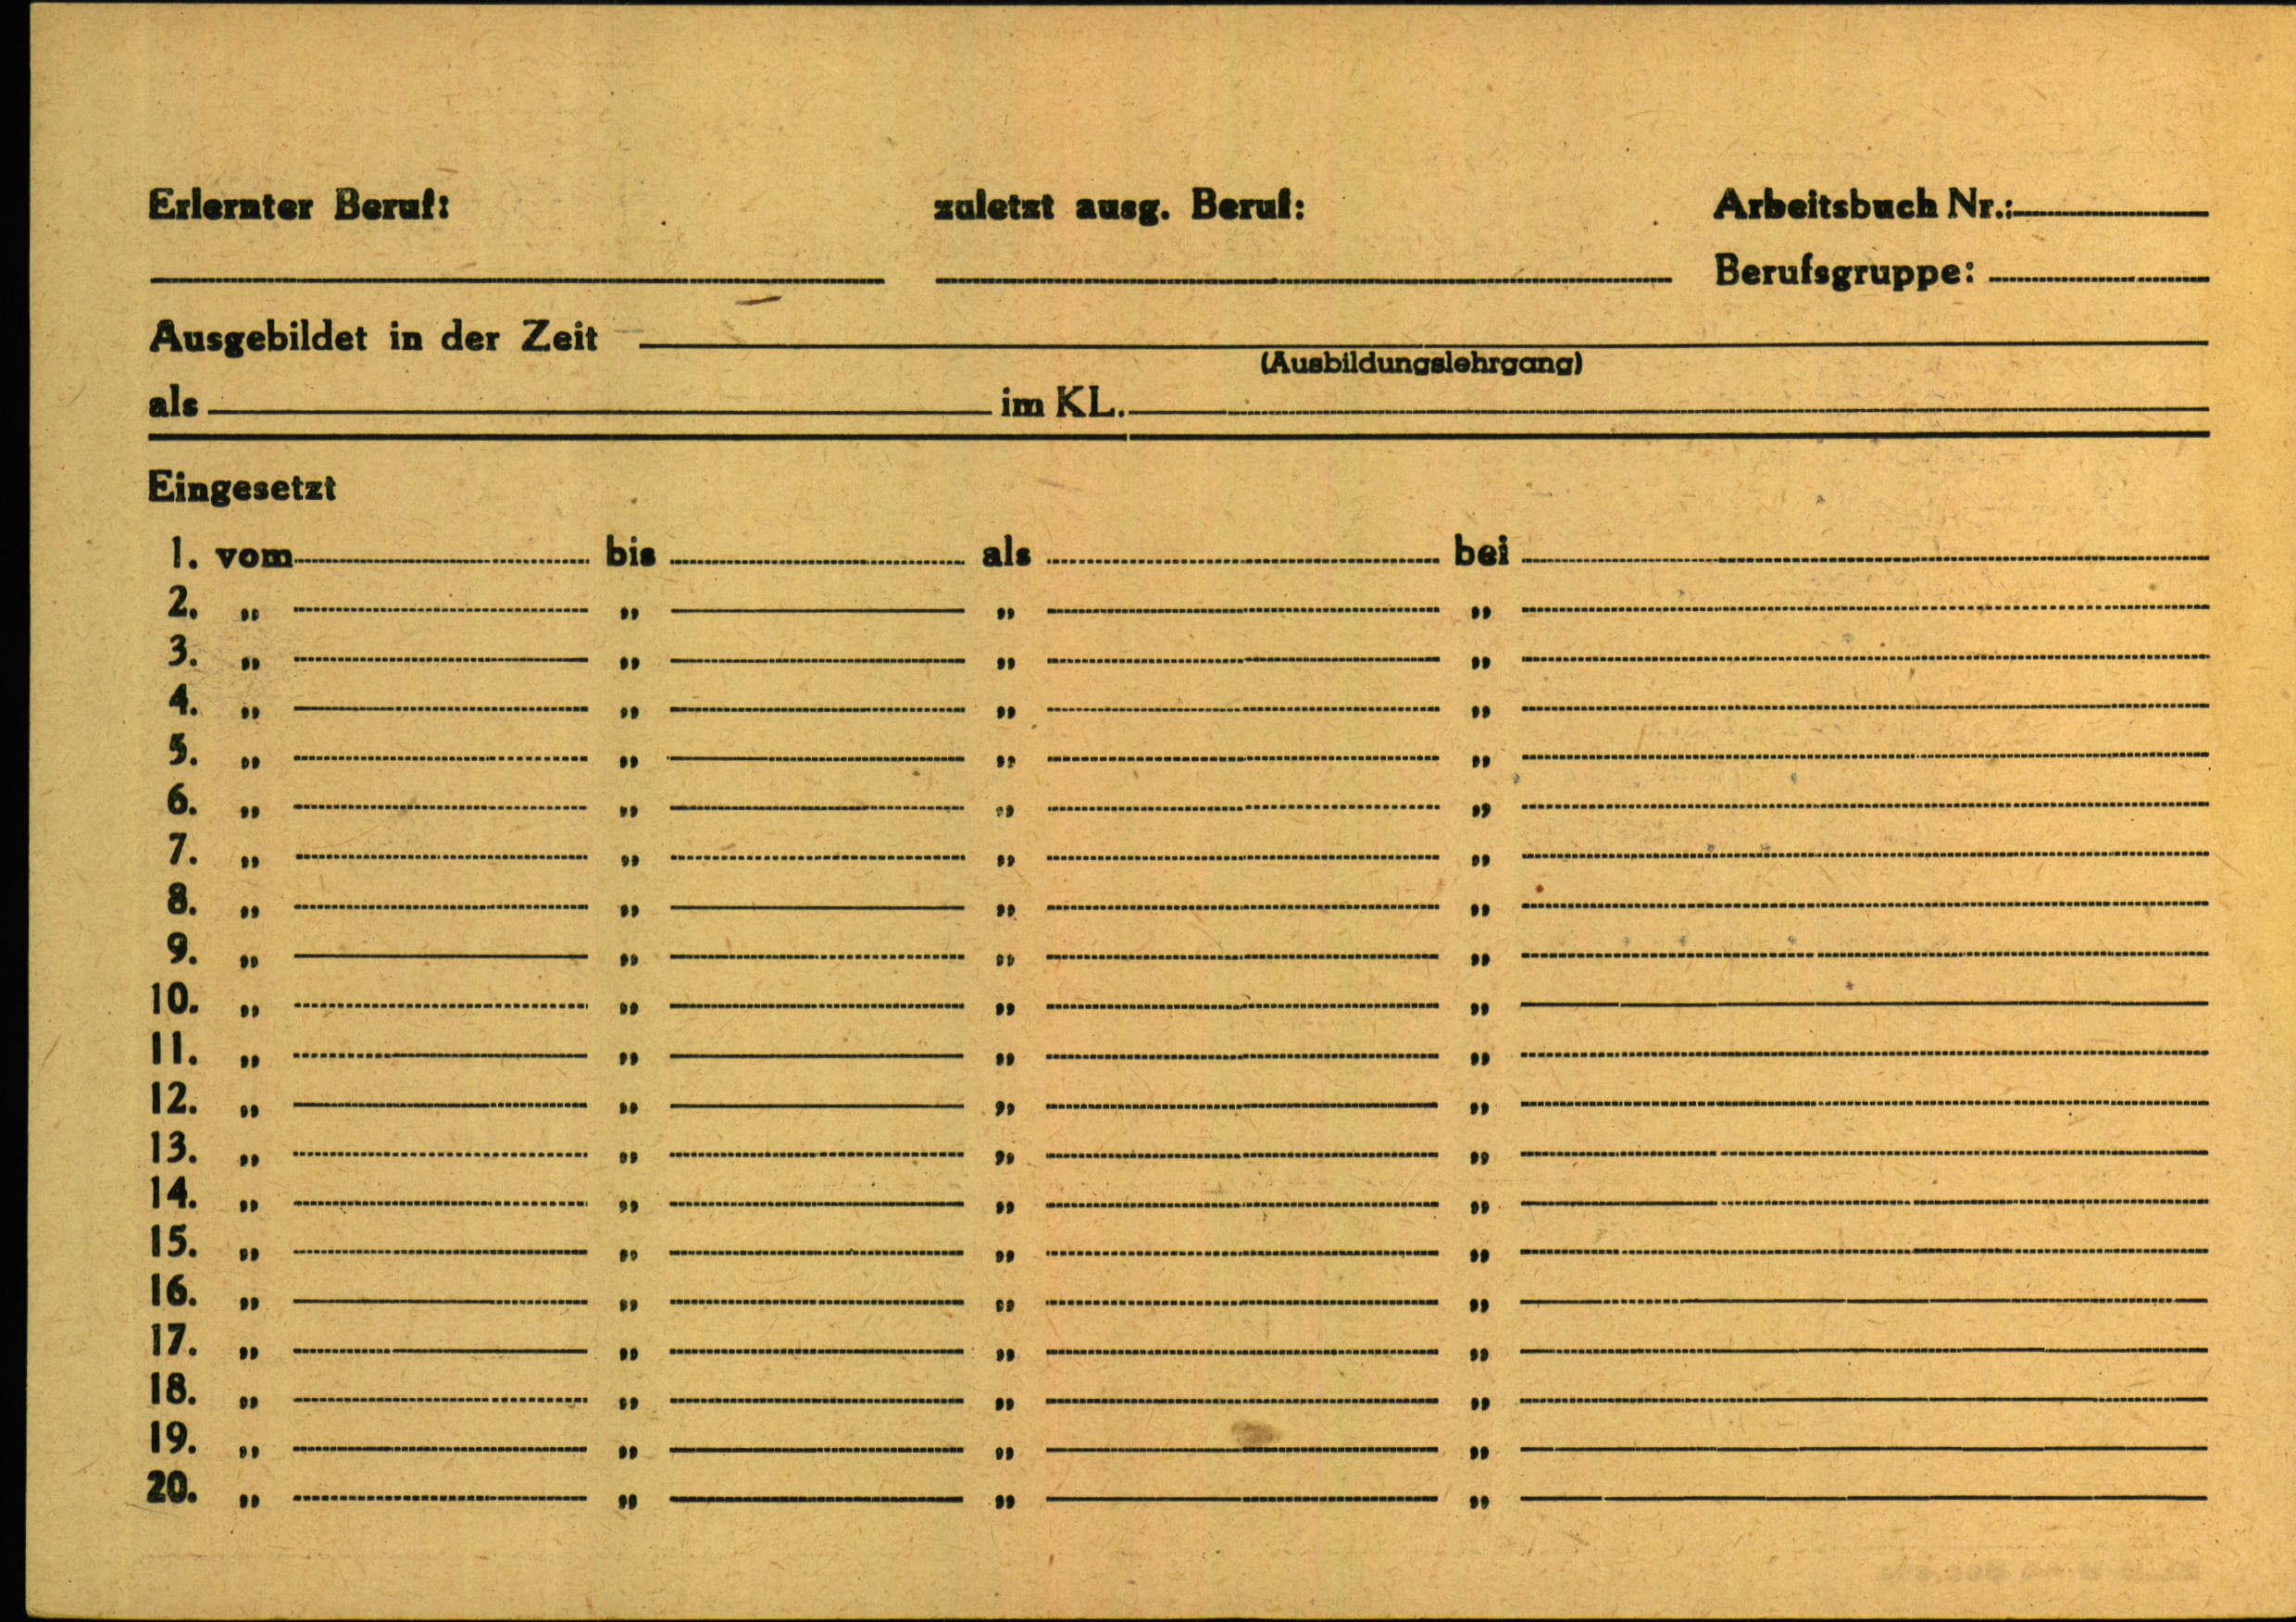 Erlernter Beruf: zuletzt ausg. Beruf: Arbeitsbuch Nr.:
Berufsgruppe:
Ausgebildet in der Zeit
(Ausbildungslehrgang)
als im KL.
Eingesetzt
1. vom bis als bei
2. „ „ „ „
3. „ „ „ „
4. „ „ „ „
5. „ „ „ „
6. „ „ „ „
7. „ „ „ „
8. „ „ „ „
9. „ „ „ „
10. „ „ „ „
11. „ „ „ „
12. „ „ „ „
13. „ „ „ „
14. „ „ „ „
15. „ „ „ „
16. „ „ „ „
17. „ „ „ „
18. „ „ „ „
19. „ „ „ „
20. „ „ „ „